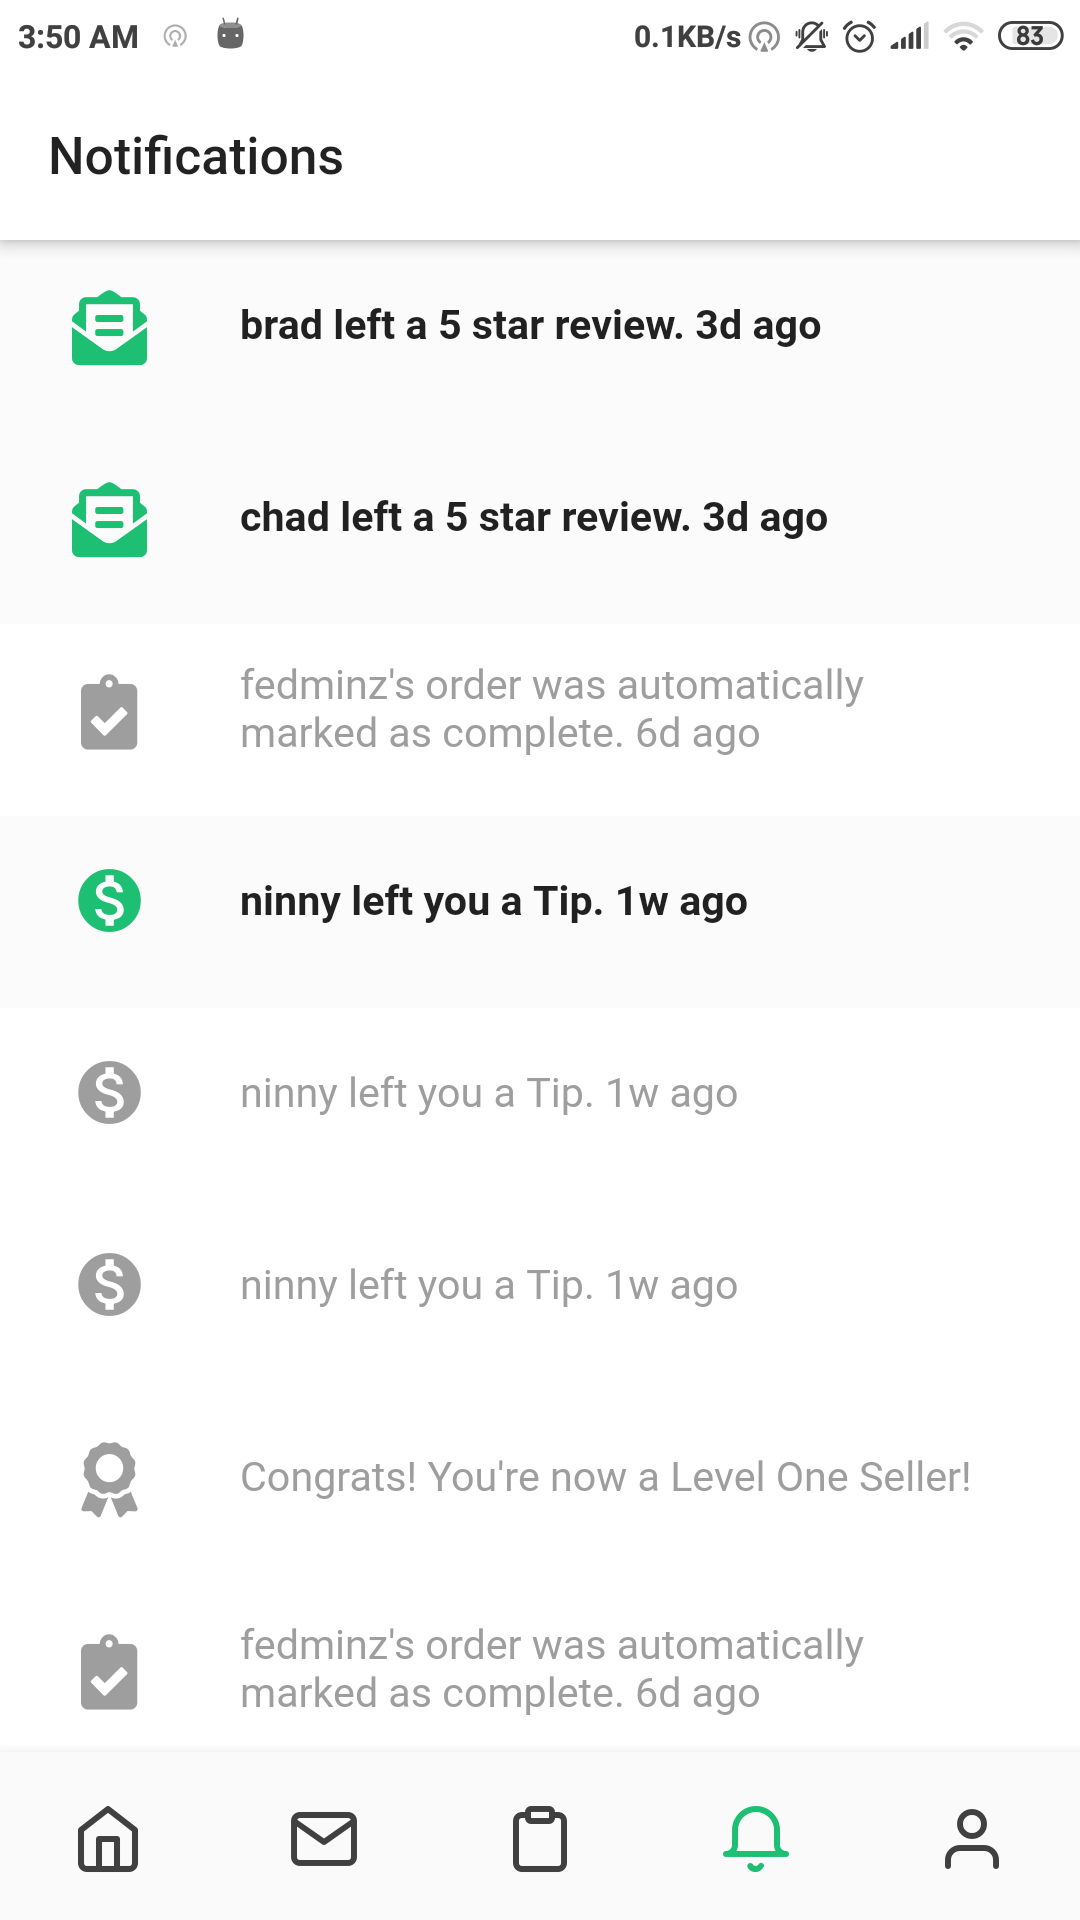 3:50 AM 0.1KB/s 83
Notifications
brad left a 5 star review. 3d ago
chad left a 5 star review. 3d ago
fedminz's order was automatically
marked as complete. 6d ago
ninny left you a Tip. 1w ago
ninny left you a Tip. 1w ago
ninny left you a Tip. 1w ago
Congrats! You're now a Level One Seller!
fedminz's order was automatically
marked as complete. 6d ago